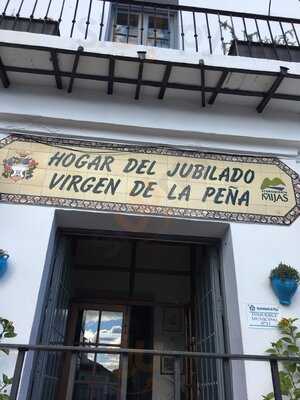 HOGAR DEL JUBILADO
VIRGEN DE LA PEÑA
MIJAS